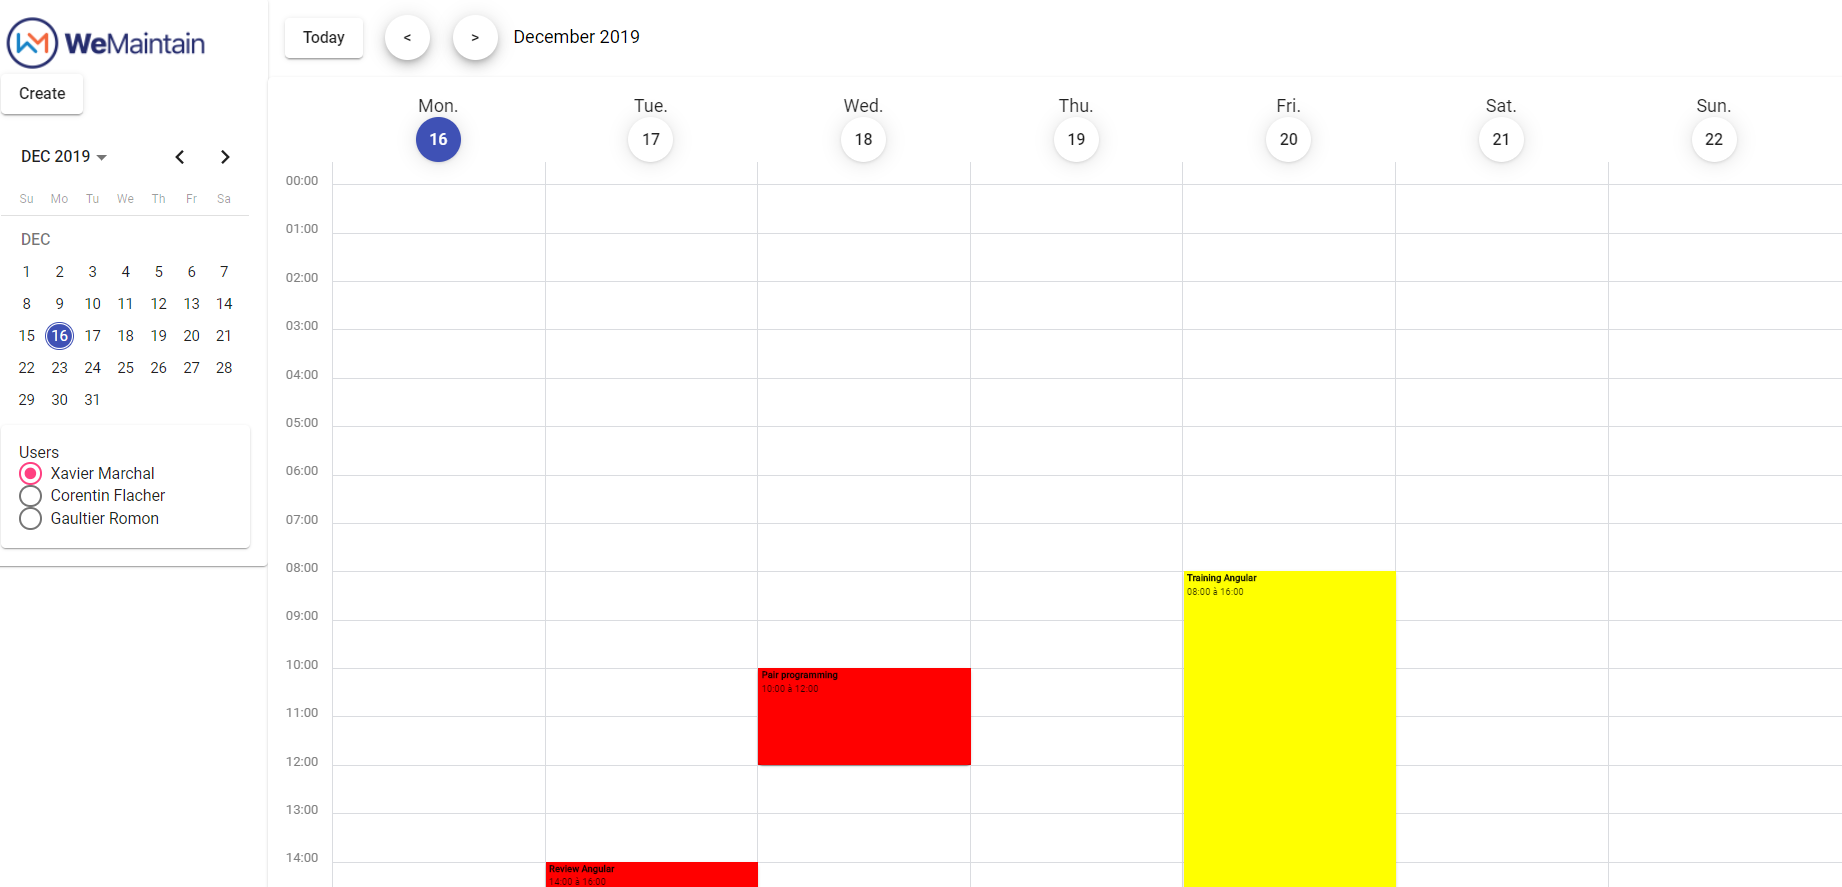 WeMaintain
Create
DEC 2019
Su Mo Tu We Th Fr Sa
DEC
1 2 3 4 5 6 7
8 9 10 11 12 13 14
15 16 17 18 19 20 21
22 23 24 25 26 27 28
29 30 31
Users
Xavier Marchal
Corentin Flacher
Gaultier Romon
Today < > December 2019
Mon. Tue. Wed. Thu. Fri. Sat. Sun.
16 17 18 19 20 21 22
00:00
01:00
02:00
03:00
04:00
05:00
06:00
07:00
08:00
Training Angular
08:00 à 16:00
09:00
10:00
Pair programming
10:00 à 12:00
11:00
12:00
13:00
14:00
Review Angular
14:00 à 16:00